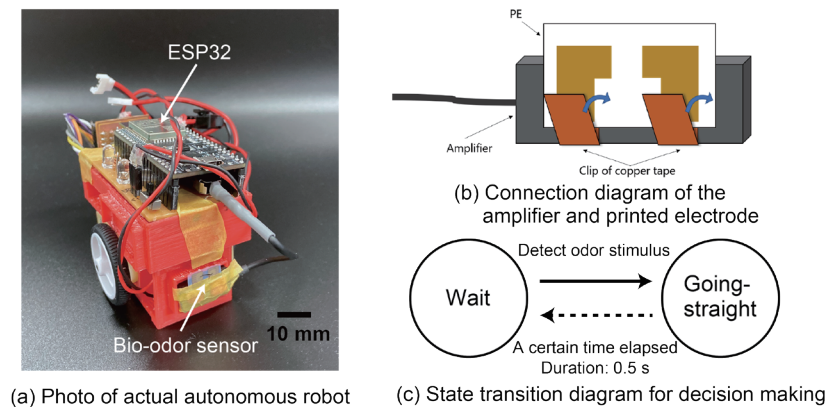 ESP32
Bio-odor sensor
10 mm
(a) Photo of actual autonomous robot
PE
Amplifier
Clip of copper tape
(b) Connection diagram of the
amplifier and printed electrode
Detect odor stimulus
Wait
Going-
straight
A certain time elapsed
Duration: 0.5 s
(c) State transition diagram for decision making